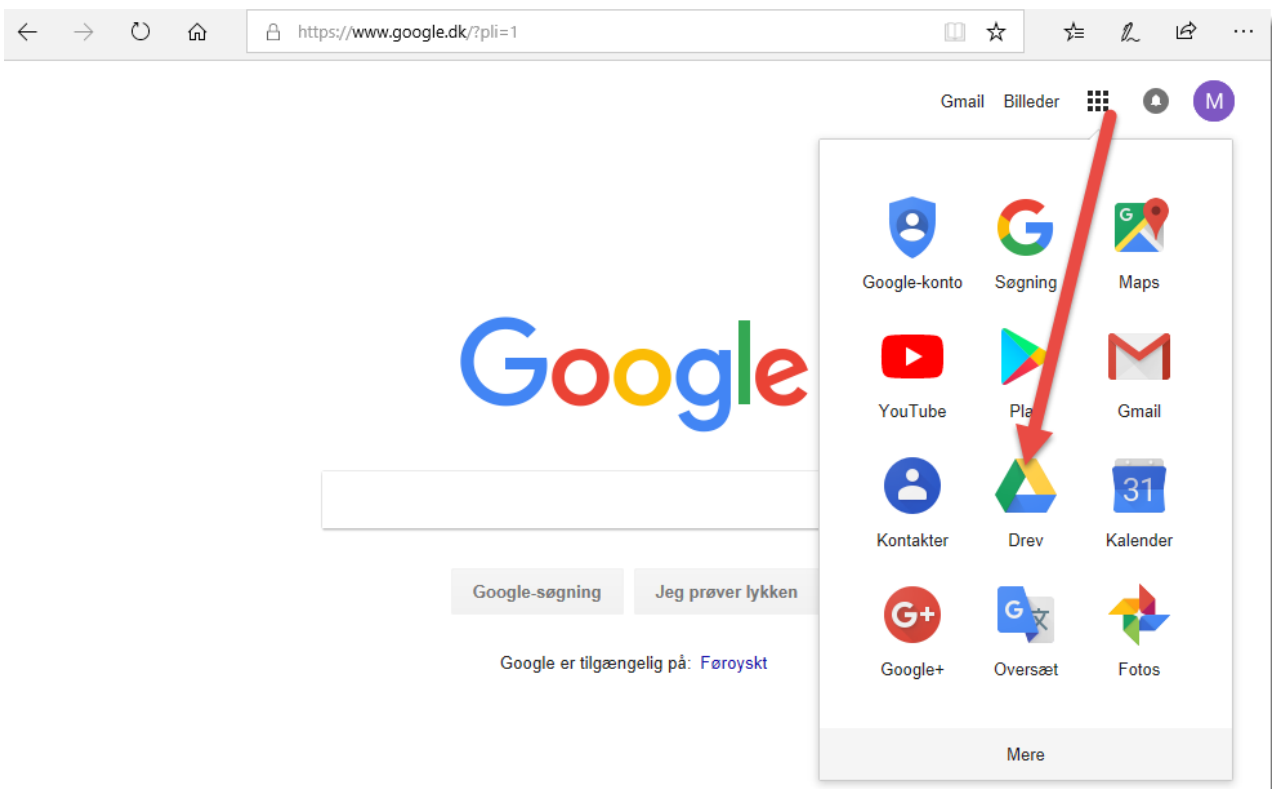 https://www.google.dk/?pli=1
Gmail Billeder M
Google-konto Søgning Maps
Google
YouTube Gmail
31
Kontakter Drev Kalender
Google-søgning Jeg prøver lykken
G+ G
Google er tilgængelig på: Føroyskt
Google+ Oversæt Fotos
Mere